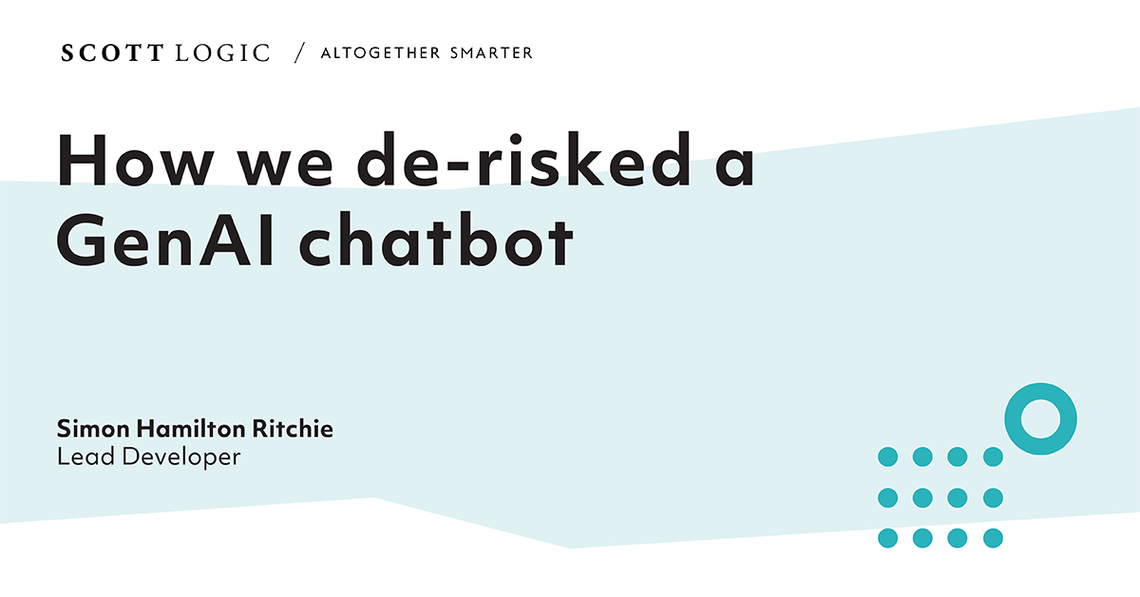 SCOTT LOGIC / ALTOGETHER SMARTER
How we de-risked a
GenAI chatbot
Simon Hamilton Ritchie
Lead Developer